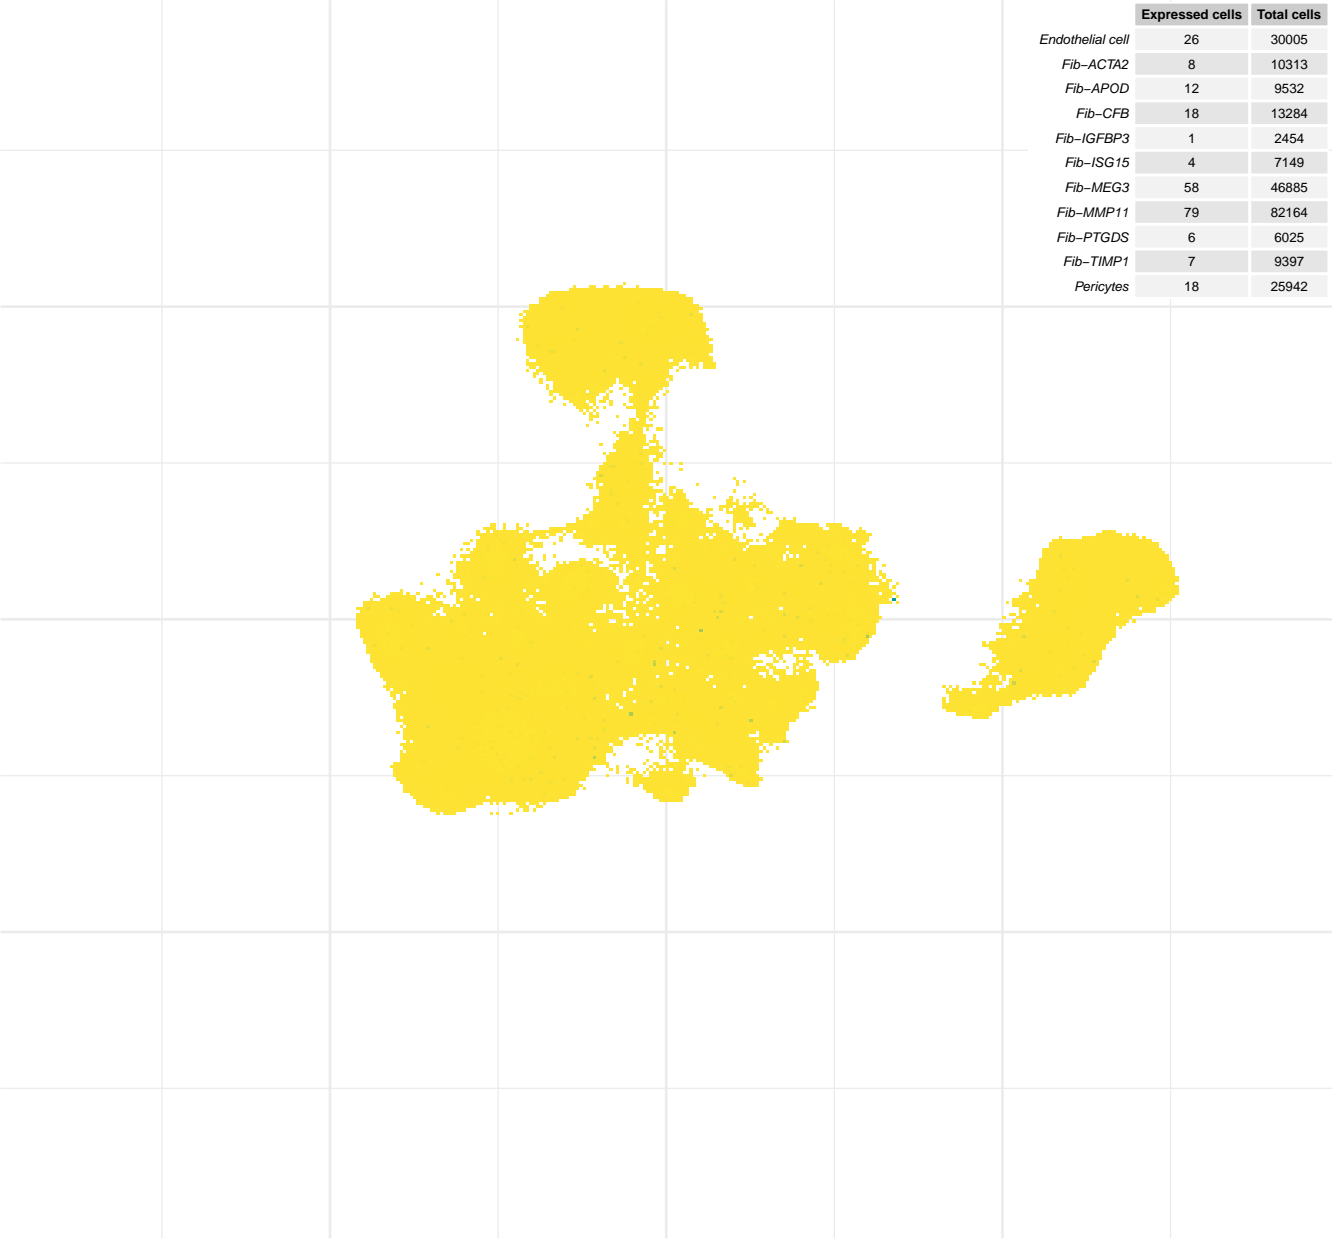 Expressed cells Total cells
Endothelial cell 26 30005
Fib−ACTA2 8 10313
Fib−APOD 12 9532
Fib−CFB 18 13284
Fib−IGFBP3 1 2454
Fib−ISG15 4 7149
Fib−MEG3 58 46885
Fib−MMP11 79 82164
Fib−PTGDS 6 6025
Fib−TIMP1 7 9397
Pericytes 18 25942